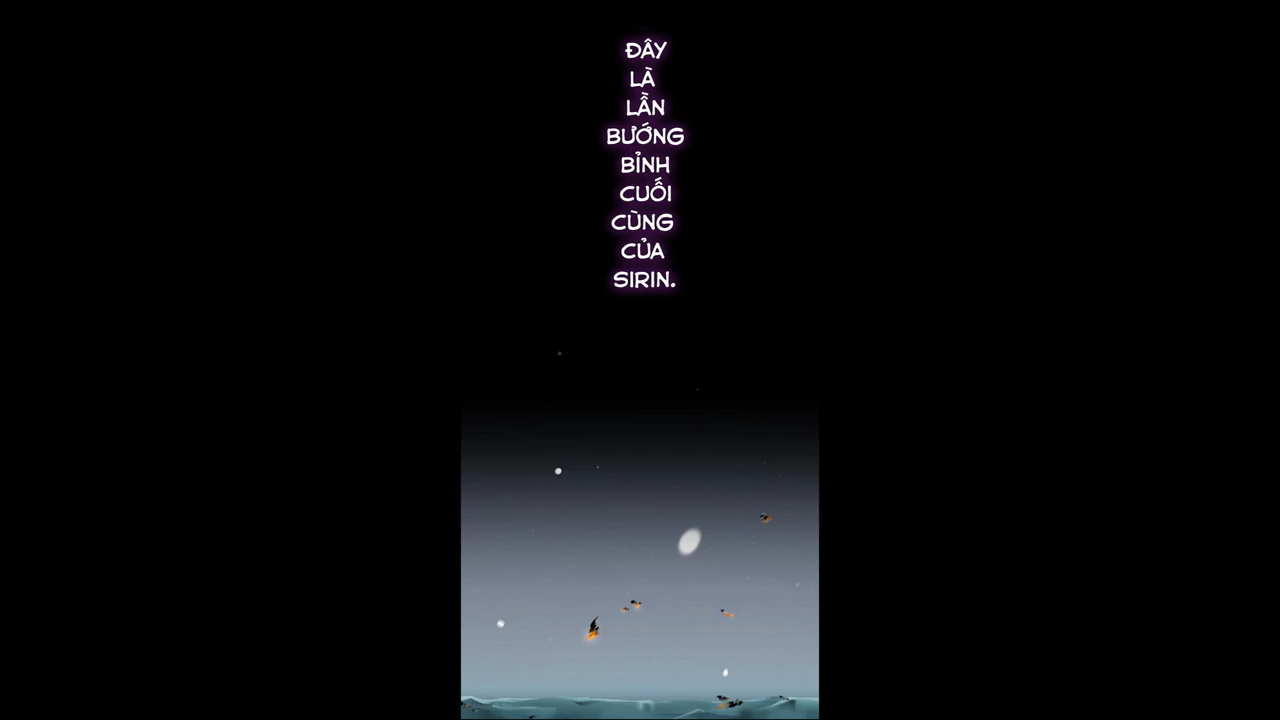 ĐÂY
LÀ
LẦN
BƯỚNG
BỈNH
CUỐI
CÙNG
CỦA
SIRIN.